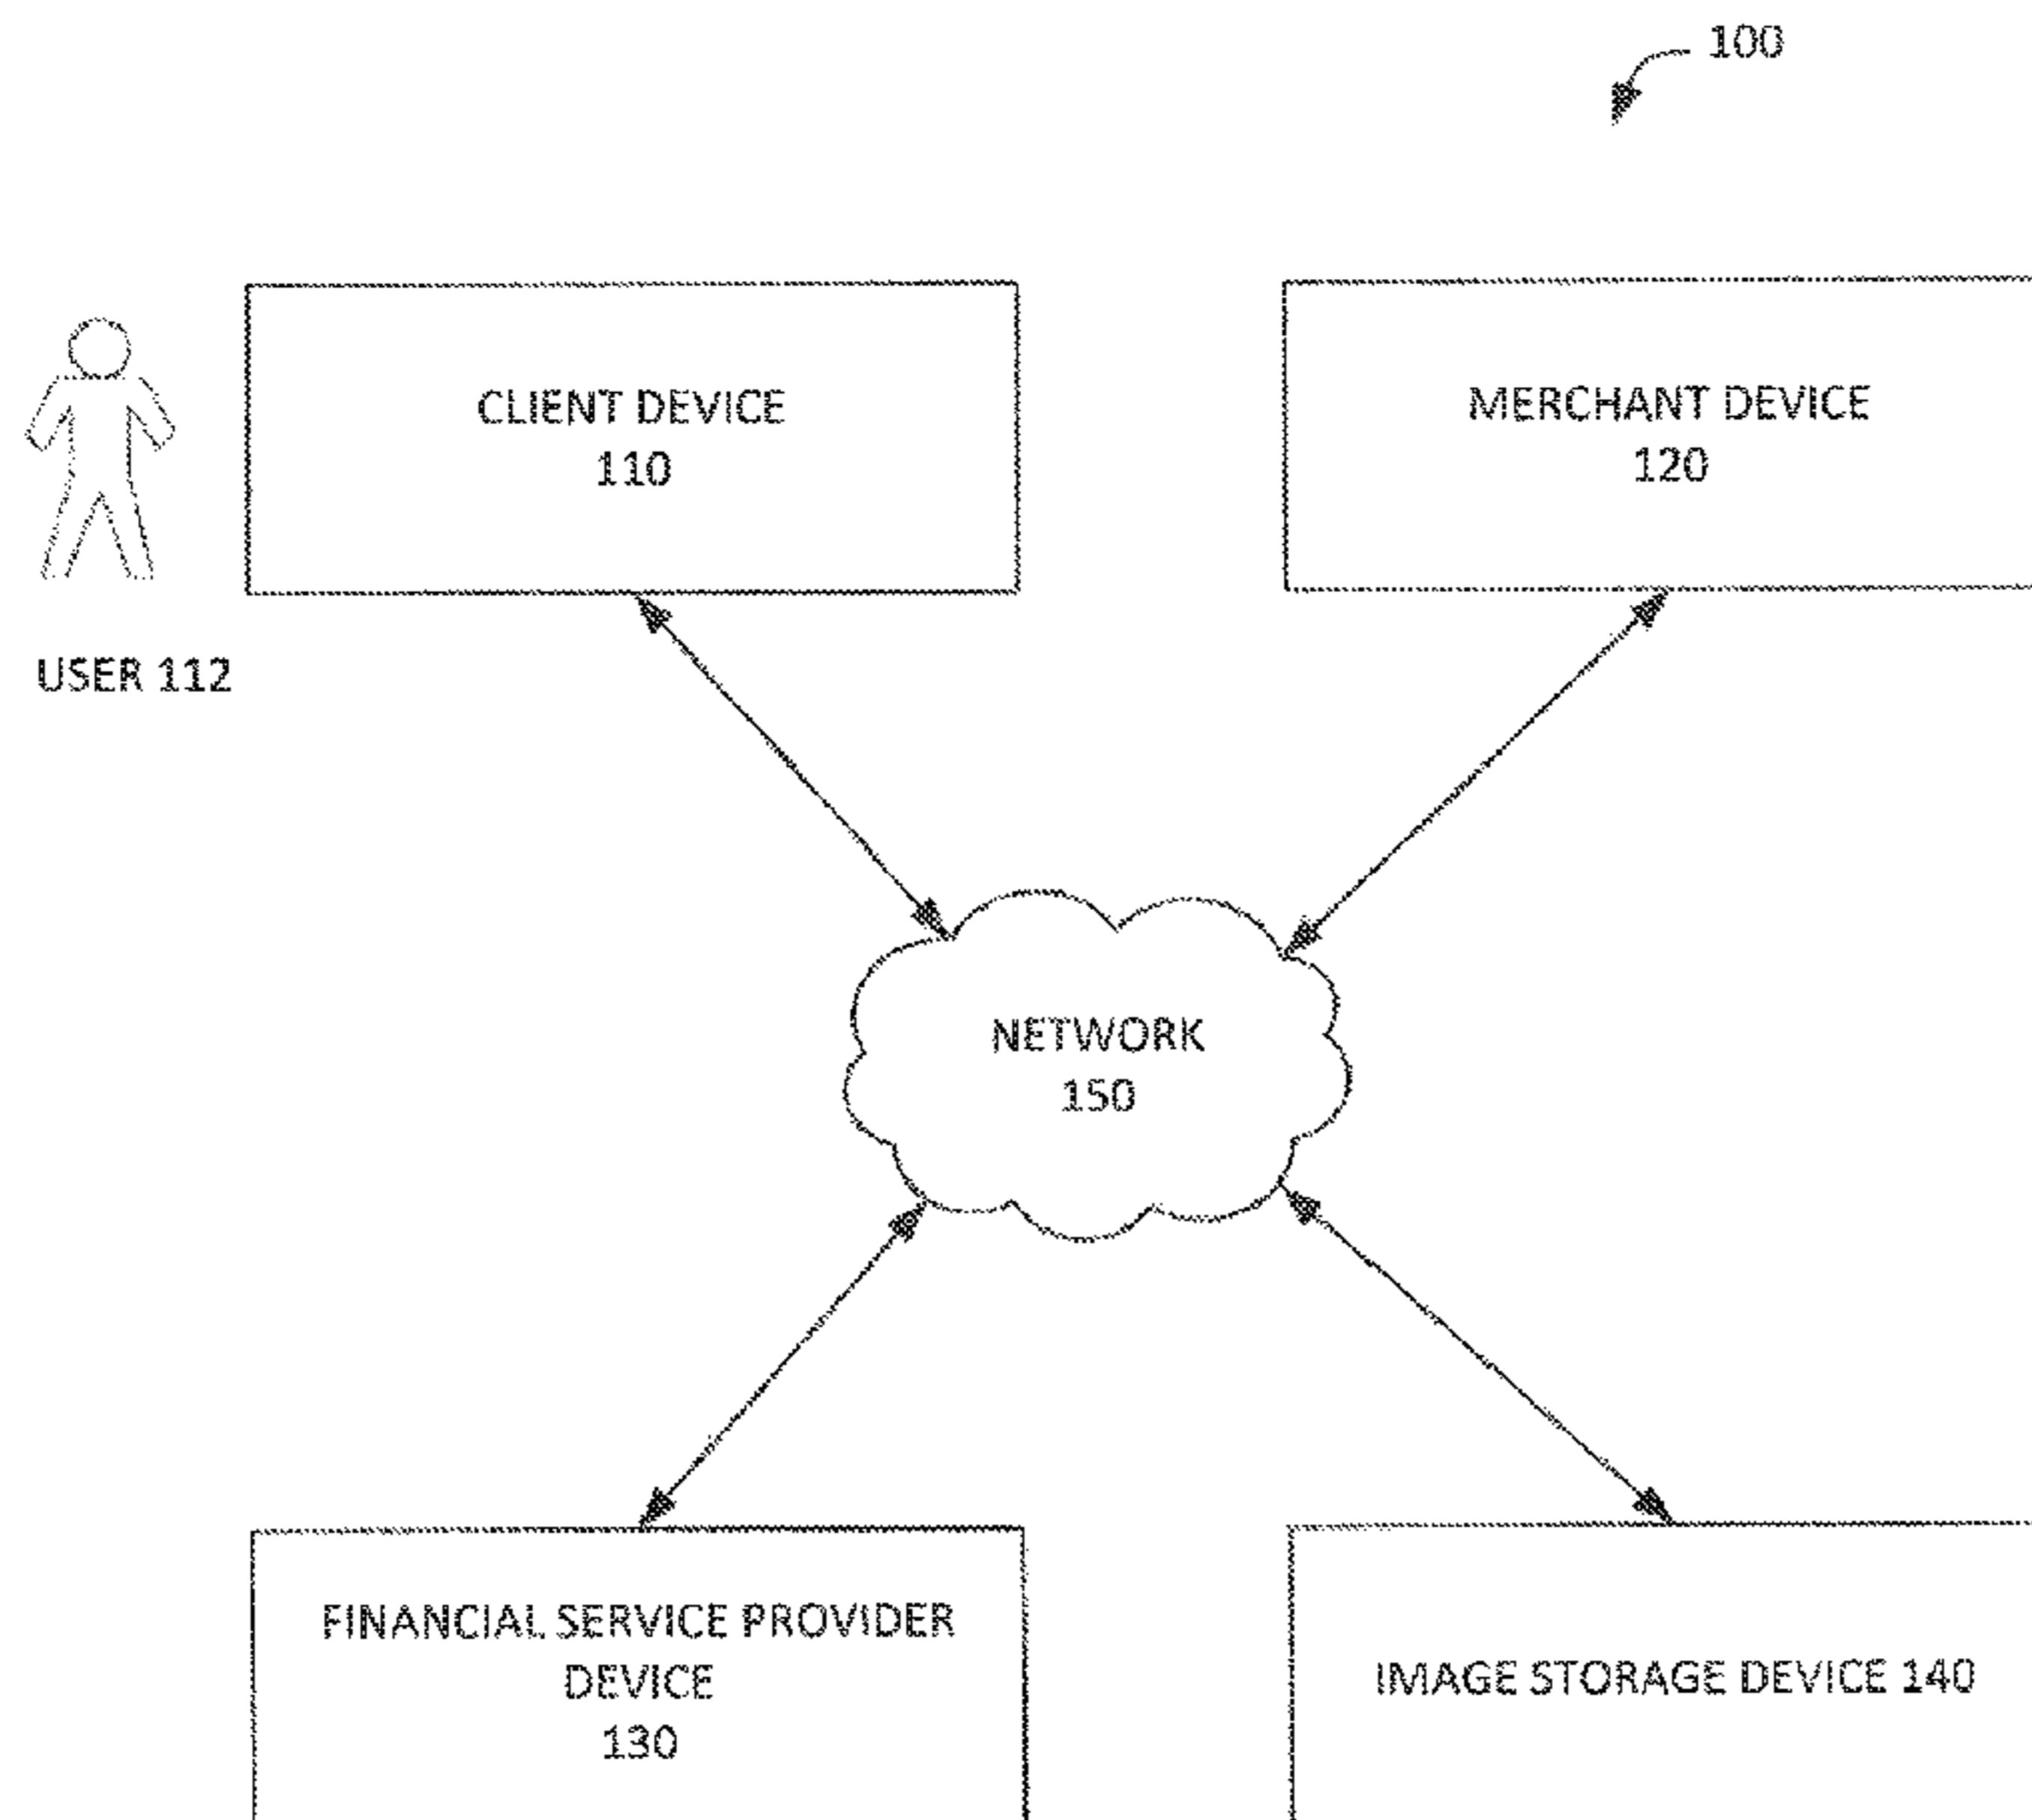 100
CLIENT DEVICE
110
MERCHANT DEVICE
120
USER 112
NETWORK
150
FINANCIAL SERVICE PROVIDER
DEVICE
130
IMAGE STORAGE DEVICE 140